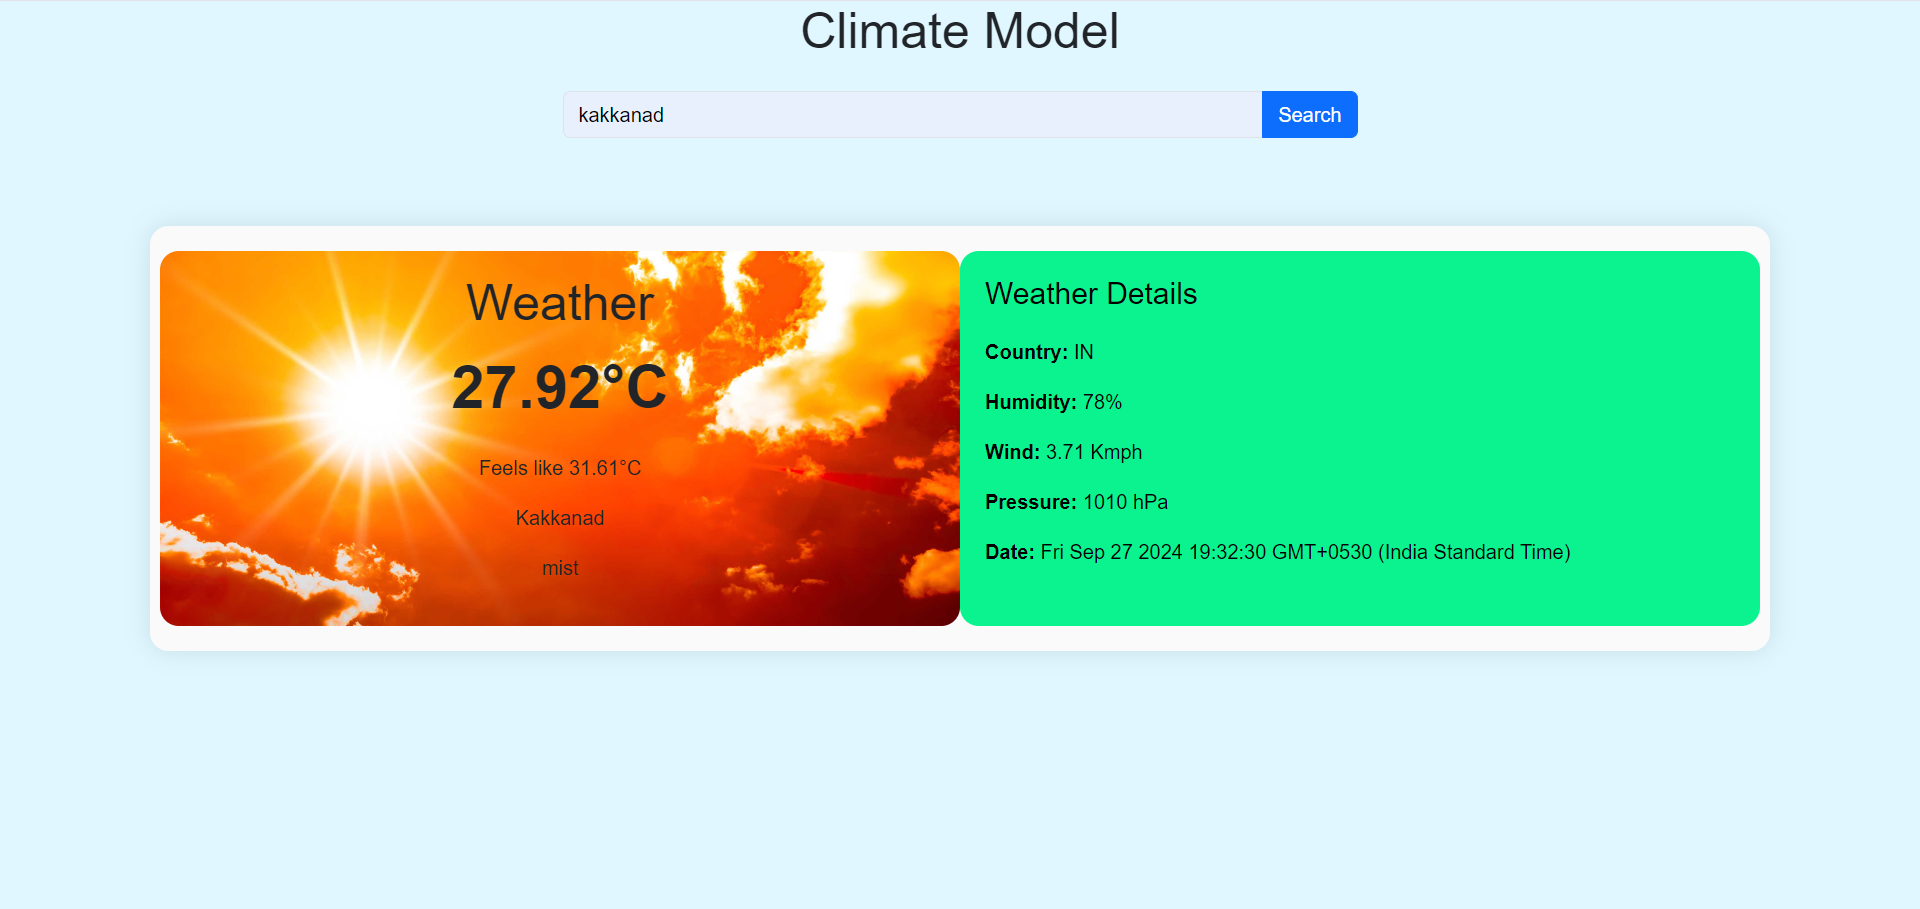 Climate Model
kakkanad
Search
Weather
27.92°C
Feels like 31.61°C
Kakkanad
mist
Weather Details
Country: IN
Humidity: 78%
Wind: 3.71 Kmph
Pressure: 1010 hPa
Date: Fri Sep 27 2024 19:32:30 GMT+0530 (India Standard Time)